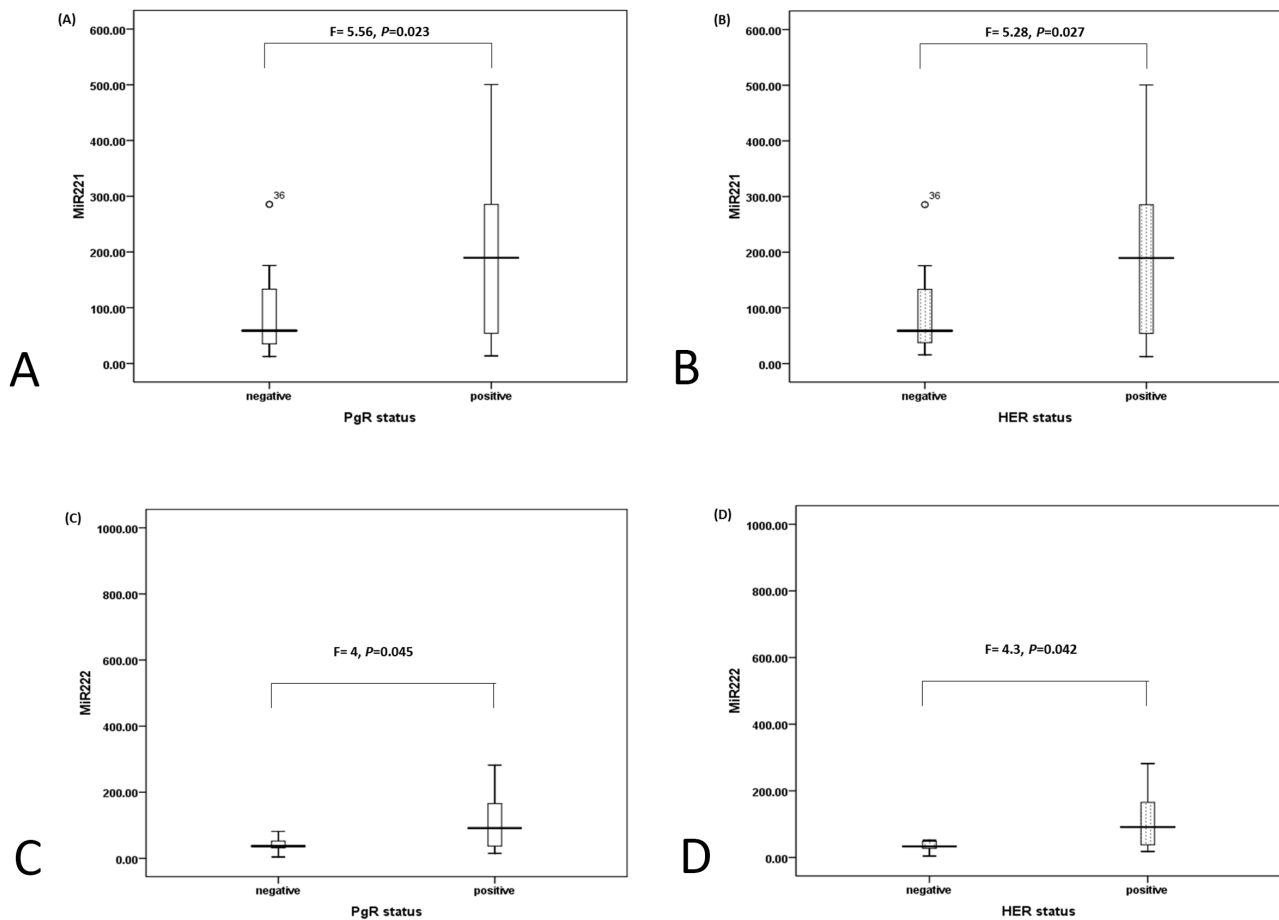 (A)
F= 5.56, P=0.023
600.00
500.00
400.00
300.00
200.00
100.00
0.00
MiR221
36
negative
positive
PgR status
A
(B)
F= 5.28, P=0.027
600.00
500.00
400.00
300.00
200.00
100.00
0.00
MiR221
36
negative
positive
HER status
B
(C)
F= 4, P=0.045
1000.00
800.00
600.00
400.00
200.00
0.00
MiR222
negative
positive
PgR status
C
(D)
F= 4.3, P=0.042
1000.00
800.00
600.00
400.00
200.00
0.00
MiR222
negative
positive
HER status
D